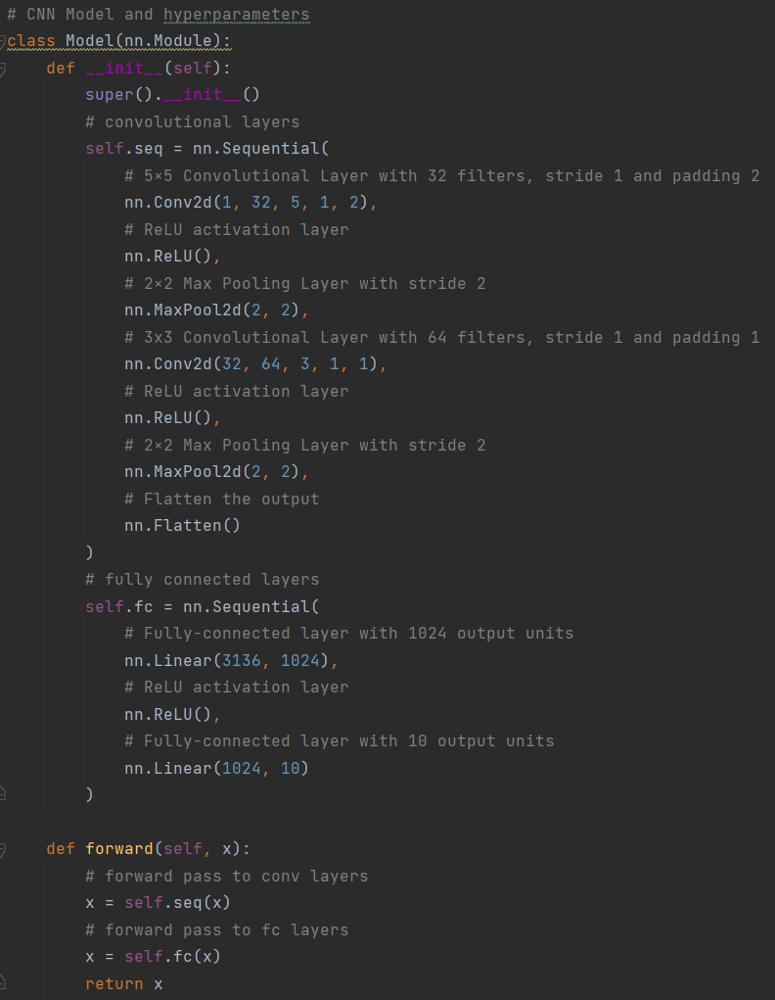 # CNN Model and hyperparameters
class Model(nn.Module):
    def __init__(self):
        super().__init__()
        # convolutional layers
        self.seq = nn.Sequential(
            # 5×5 Convolutional Layer with 32 filters, stride 1 and padding 2
            nn.Conv2d(1, 32, 5, 1, 2),
            # ReLU activation layer
            nn.ReLU(),
            # 2×2 Max Pooling Layer with stride 2
            nn.MaxPool2d(2, 2),
            # 3x3 Convolutional Layer with 64 filters, stride 1 and padding 1
            nn.Conv2d(32, 64, 3, 1, 1),
            # ReLU activation layer
            nn.ReLU(),
            # 2×2 Max Pooling Layer with stride 2
            nn.MaxPool2d(2, 2),
            # Flatten the output
            nn.Flatten()
        )
        # fully connected layers
        self.fc = nn.Sequential(
            # Fully-connected layer with 1024 output units
            nn.Linear(3136, 1024),
            # ReLU activation layer
            nn.ReLU(),
            # Fully-connected layer with 10 output units
            nn.Linear(1024, 10)
        )

    def forward(self, x):
        # forward pass to conv layers
        x = self.seq(x)
        # forward pass to fc layers
        x = self.fc(x)
        return x